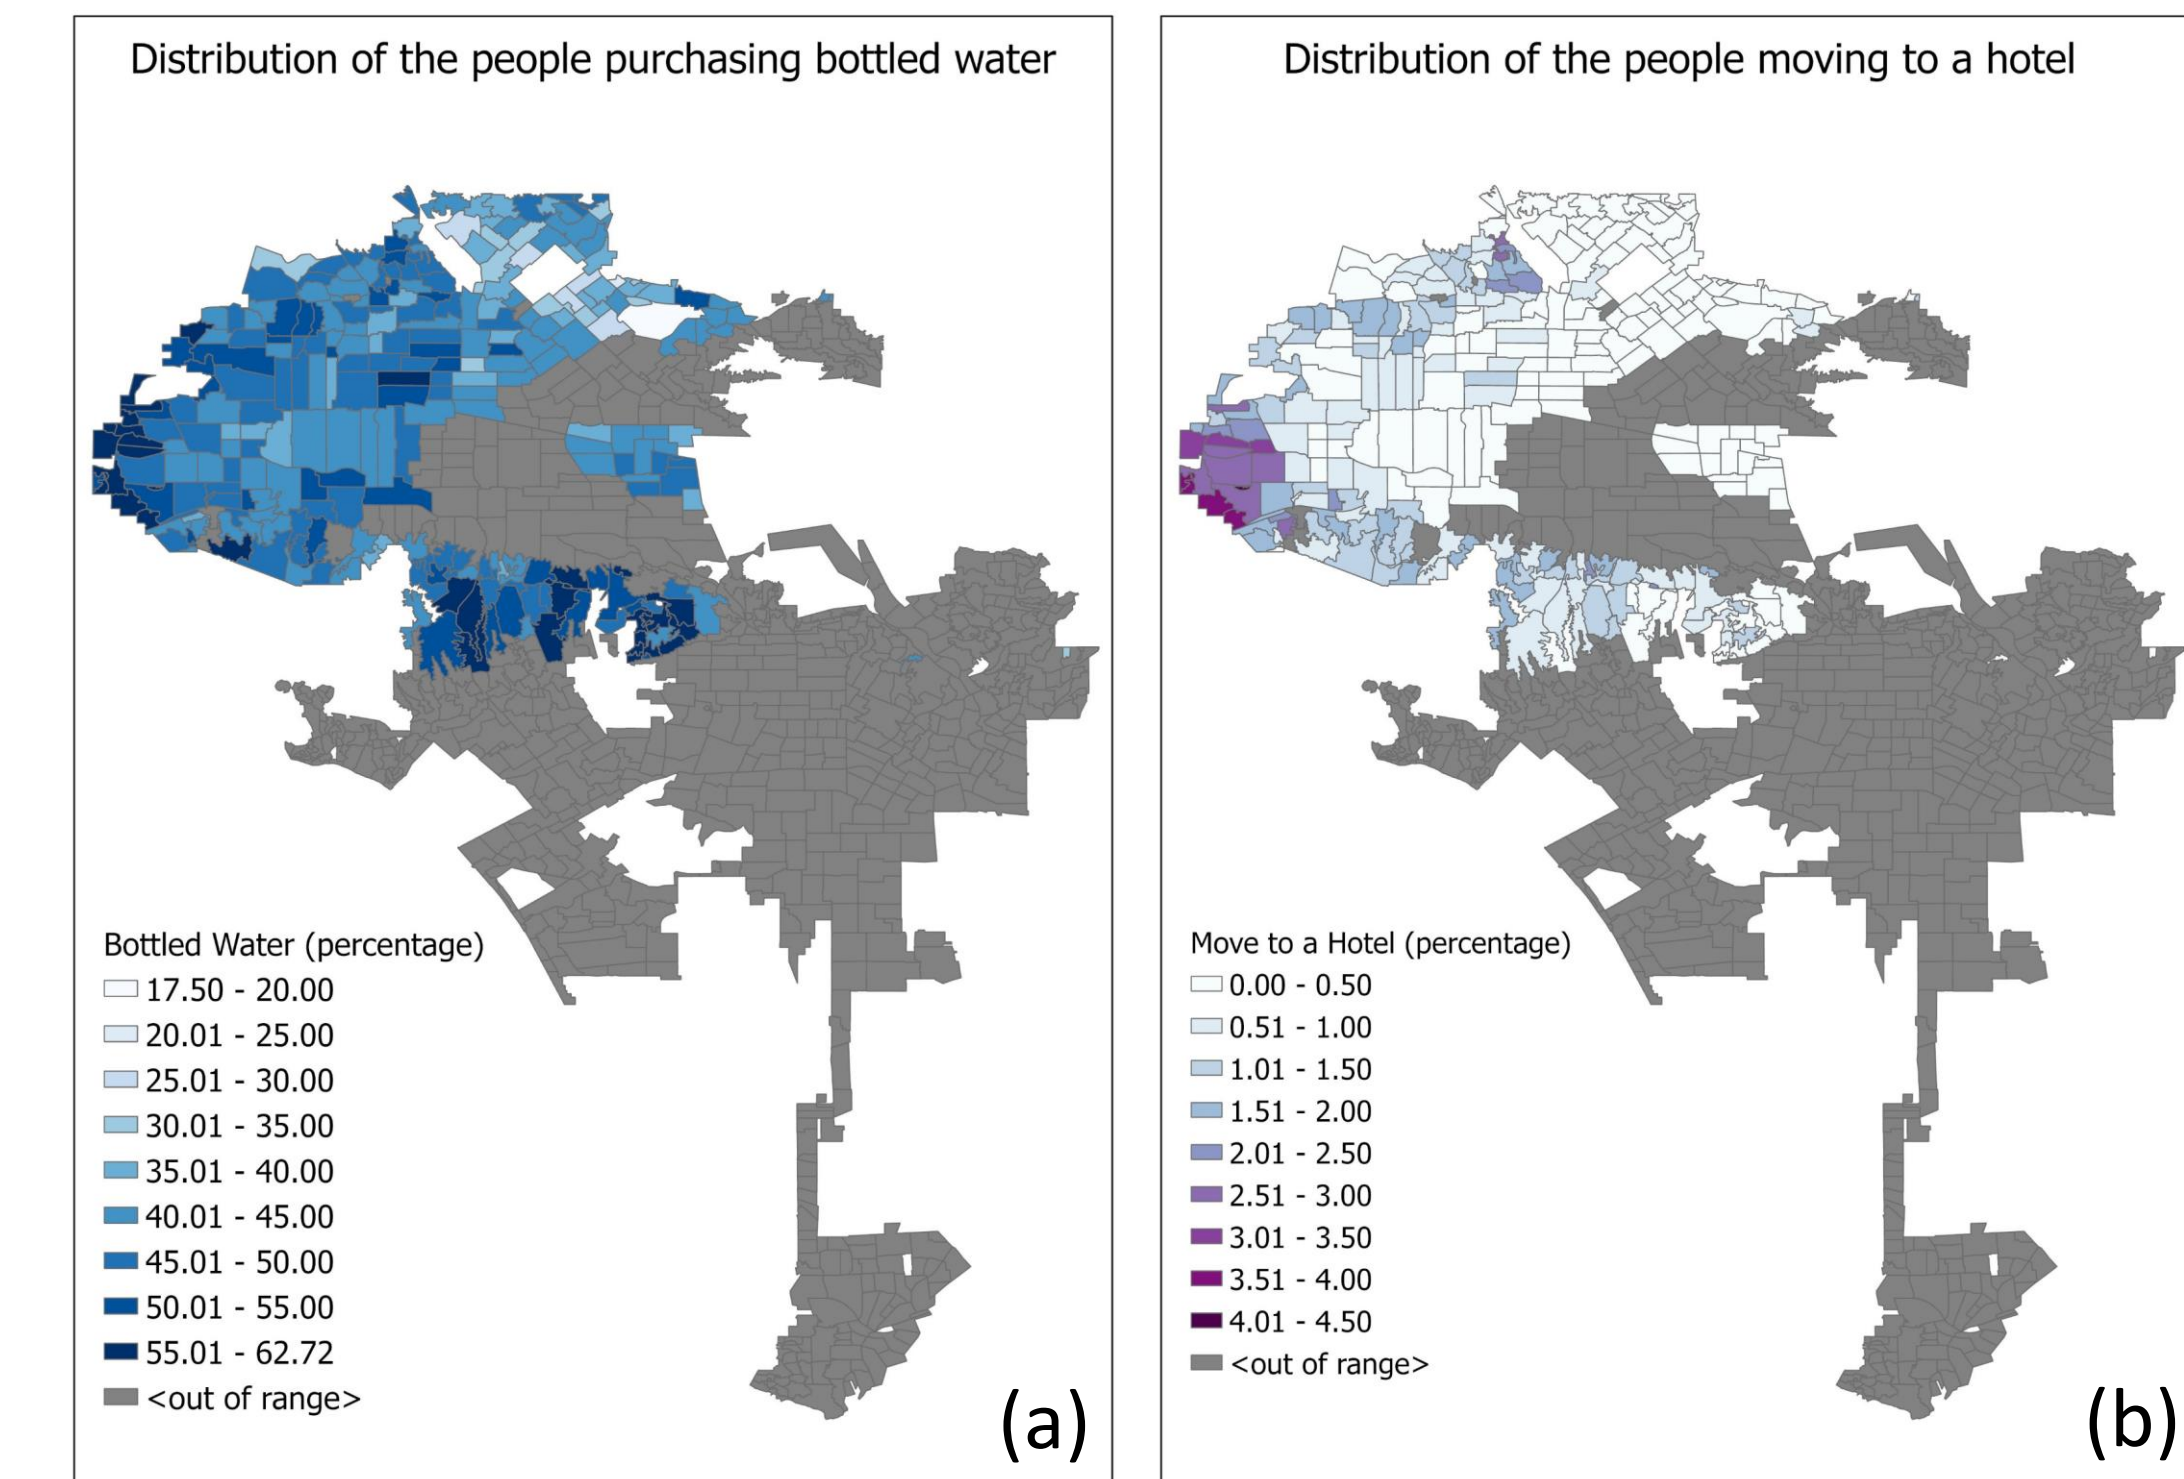 Distribution of the people purchasing bottled water
Bottled Water (percentage)
17.50 - 20.00
20.01 - 25.00
25.01 - 30.00
30.01 - 35.00
35.01 - 40.00
40.01 - 45.00
45.01 - 50.00
50.01 - 55.00
55.01 - 62.72
<out of range>
(a)
Distribution of the people moving to a hotel
Move to a Hotel (percentage)
0.00 - 0.50
0.51 - 1.00
1.01 - 1.50
1.51 - 2.00
2.01 - 2.50
2.51 - 3.00
3.01 - 3.50
3.51 - 4.00
4.01 - 4.50
<out of range>
(b)